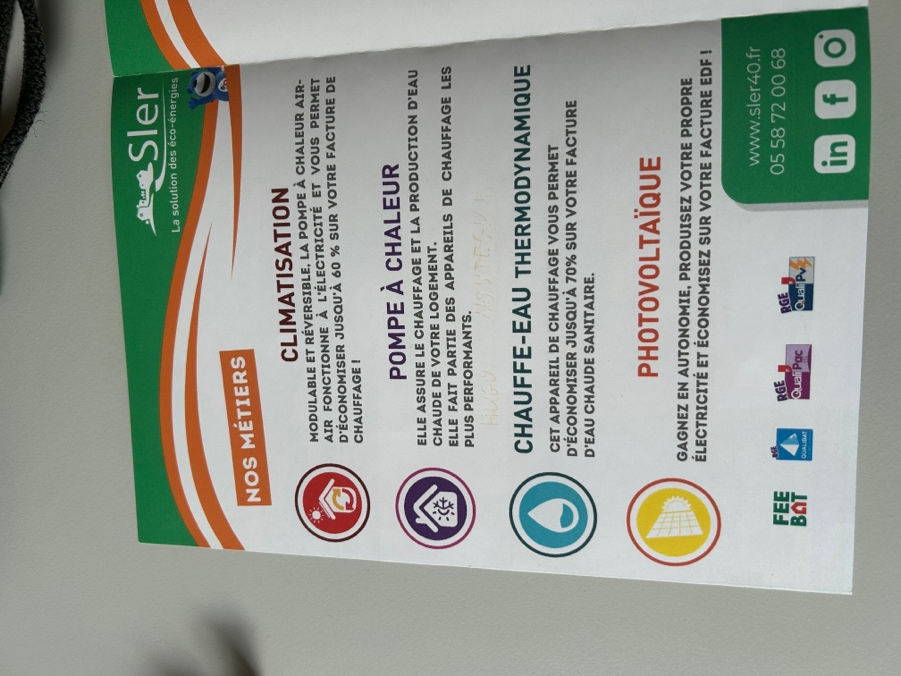 Sler
La solution des éco-énergies
NOS MÉTIERS
CLIMATISATION
MODULABLE ET RÉVERSIBLE, LA POMPE À CHALEUR AIR-
AIR FONCTIONNE À L'ÉLECTRICITÉ ET VOUS PERMET
D'ÉCONOMISER JUSQU'À 60 % SUR VOTRE FACTURE DE
CHAUFFAGE !
POMPE À CHALEUR
ELLE ASSURE LE CHAUFFAGE ET LA PRODUCTION D'EAU
CHAUDE DE VOTRE LOGEMENT.
ELLE FAIT PARTIE DES APPAREILS DE CHAUFFAGE LES
PLUS PERFORMANTS.
CHAUFFE-EAU THERMODYNAMIQUE
CET APPAREIL DE CHAUFFAGE VOUS PERMET
D'ÉCONOMISER JUSQU'À 70% SUR VOTRE FACTURE
D'EAU CHAUDE SANITAIRE.
PHOTOVOLTAÏQUE
GAGNEZ EN AUTONOMIE, PRODUISEZ VOTRE PROPRE
ÉLECTRICITÉ ET ÉCONOMISEZ SUR VOTRE FACTURE EDF !
FEE
BAT
RGE
QUALIBAT
RGE
QualiPac
RGE
QualiPV
www.sler40.fr
05 58 72 00 68
in f